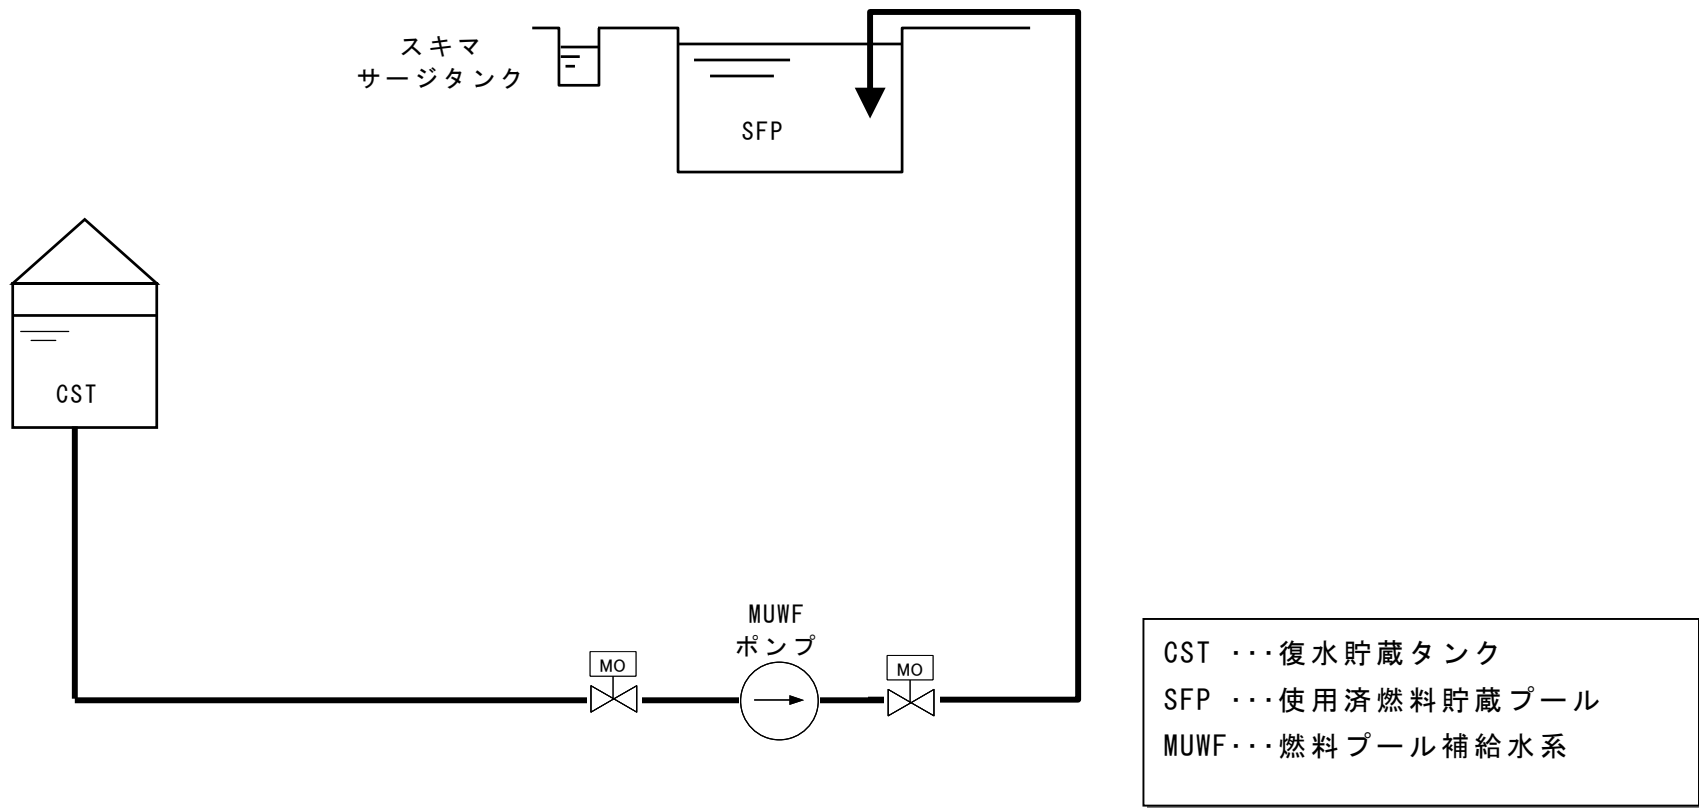 スキマ
サージタンク
SFP
CST
MUWF
ポンプ
MO
MO
CST ・・・復水貯蔵タンク
SFP ・・・使用済燃料貯蔵プール
MUWF・・・燃料プール補給水系